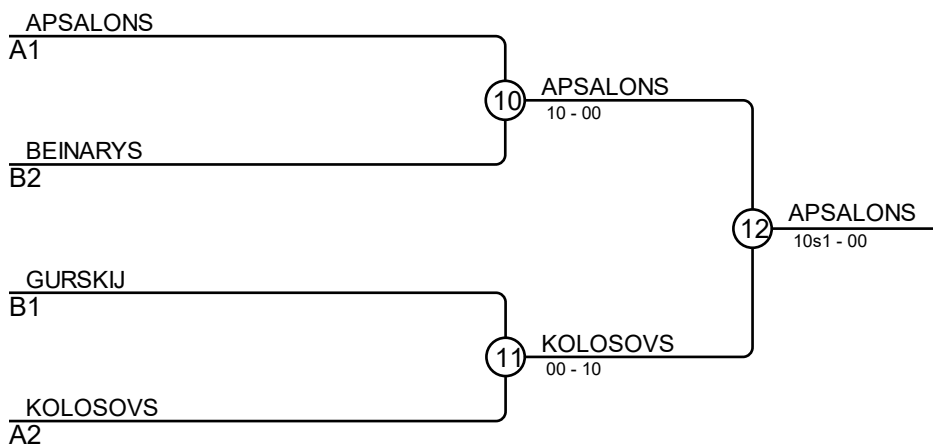 APSALONS
A1
10
APSALONS
10 - 00
BEINARYS
B2
12
APSALONS
10s1 - 00
GURSKIJ
B1
11
KOLOSOVS
00 - 10
KOLOSOVS
A2